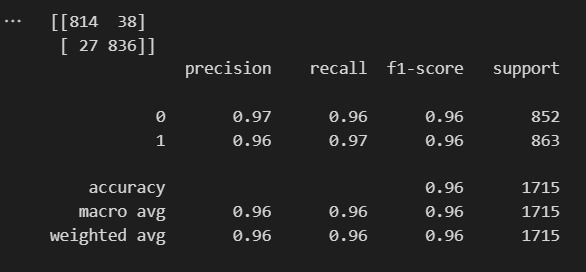 ... [[814 38]
[ 27 836]]
precision recall f1-score support
0 0.97 0.96 0.96 852
1 0.96 0.97 0.96 863
accuracy 0.96 1715
macro avg 0.96 0.96 0.96 1715
weighted avg 0.96 0.96 0.96 1715